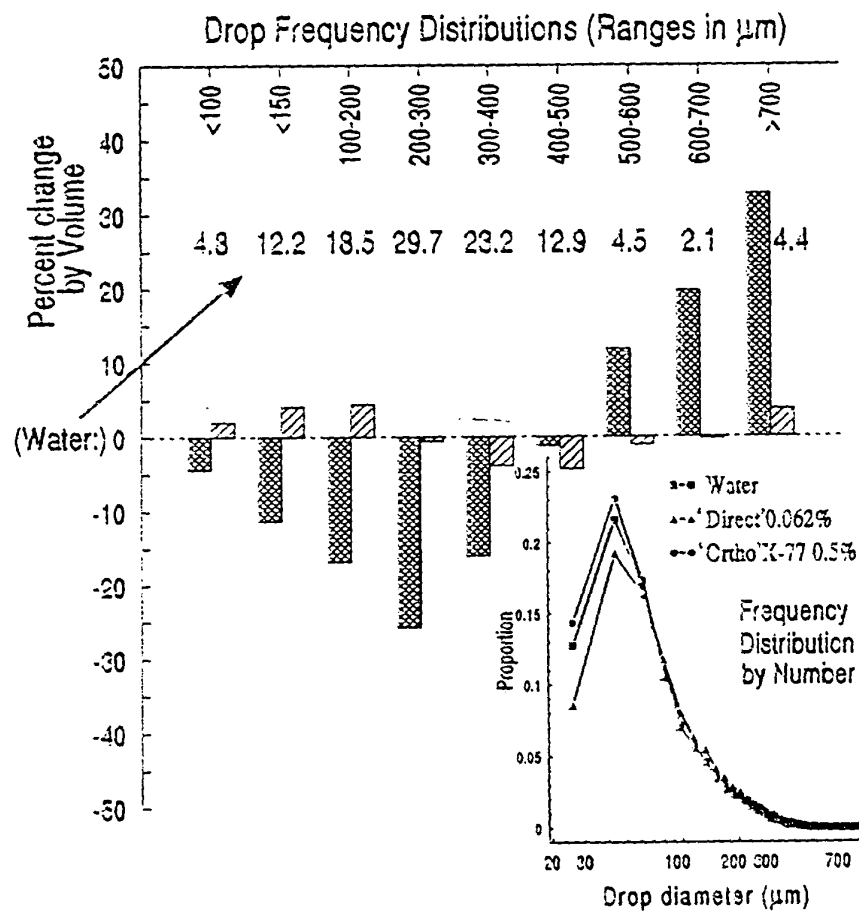 Drop Frequency Distributions (Ranges in µm)
<100
<150
100-200
200-300
300-400
400-500
500-600
600-700
>700
Percent change
by Volume
50
40
30
20
10
0
-10
-20
-30
-40
-50
4.8 12.2 18.5 29.7 23.2 12.9 4.5 2.1 4.4
(Water:)
Water
'Direct' 0.062%
'Ortho' X-77 0.5%
Frequency
Distribution
by Number
Proportion
0.25
0.2
0.15
0.1
0.05
0
20 30 100 200 300 700
Drop diameter (µm)